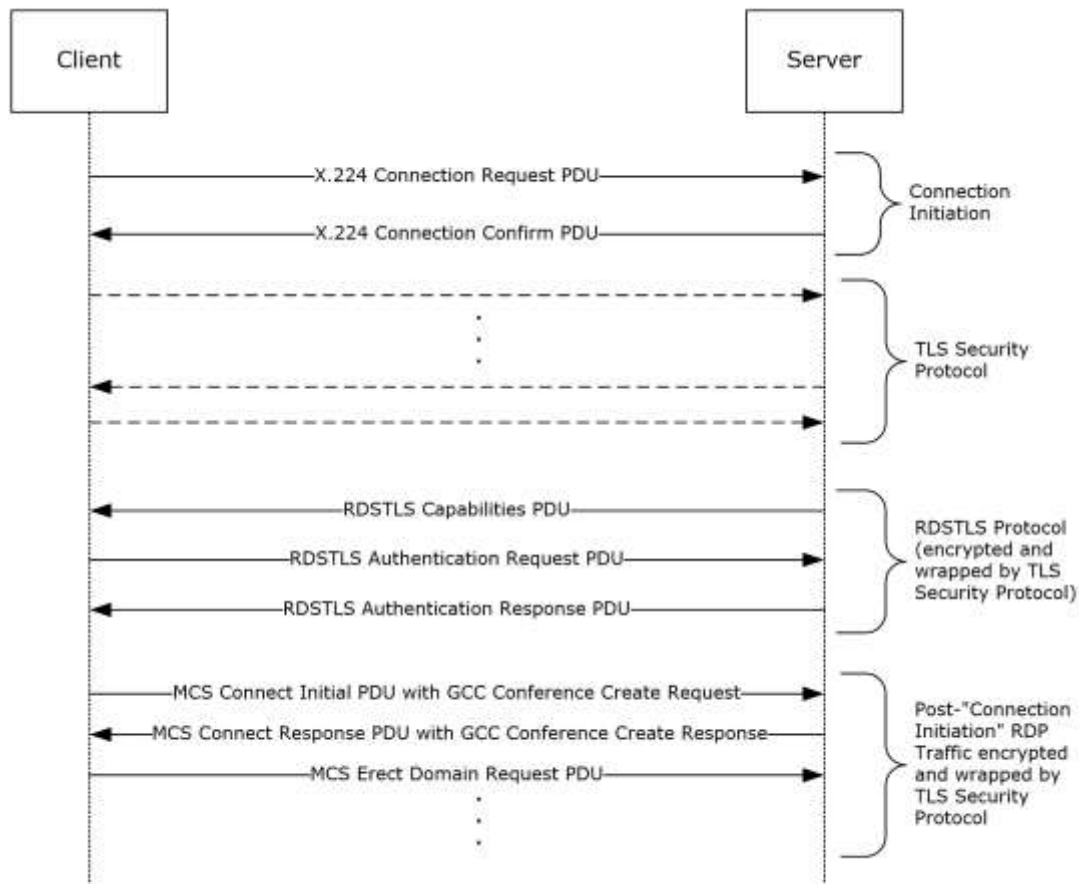 Client
Server
X.224 Connection Request PDU
Connection
Initiation
X.224 Connection Confirm PDU
TLS Security
Protocol
RDSTLS Capabilities PDU
RDSTLS Authentication Request PDU
RDSTLS Authentication Response PDU
RDSTLS Protocol
(encrypted and
wrapped by TLS
Security Protocol)
MCS Connect Initial PDU with GCC Conference Create Request
MCS Connect Response PDU with GCC Conference Create Response
MCS Erect Domain Request PDU
Post-"Connection
Initiation" RDP
Traffic encrypted
and wrapped by
TLS Security
Protocol